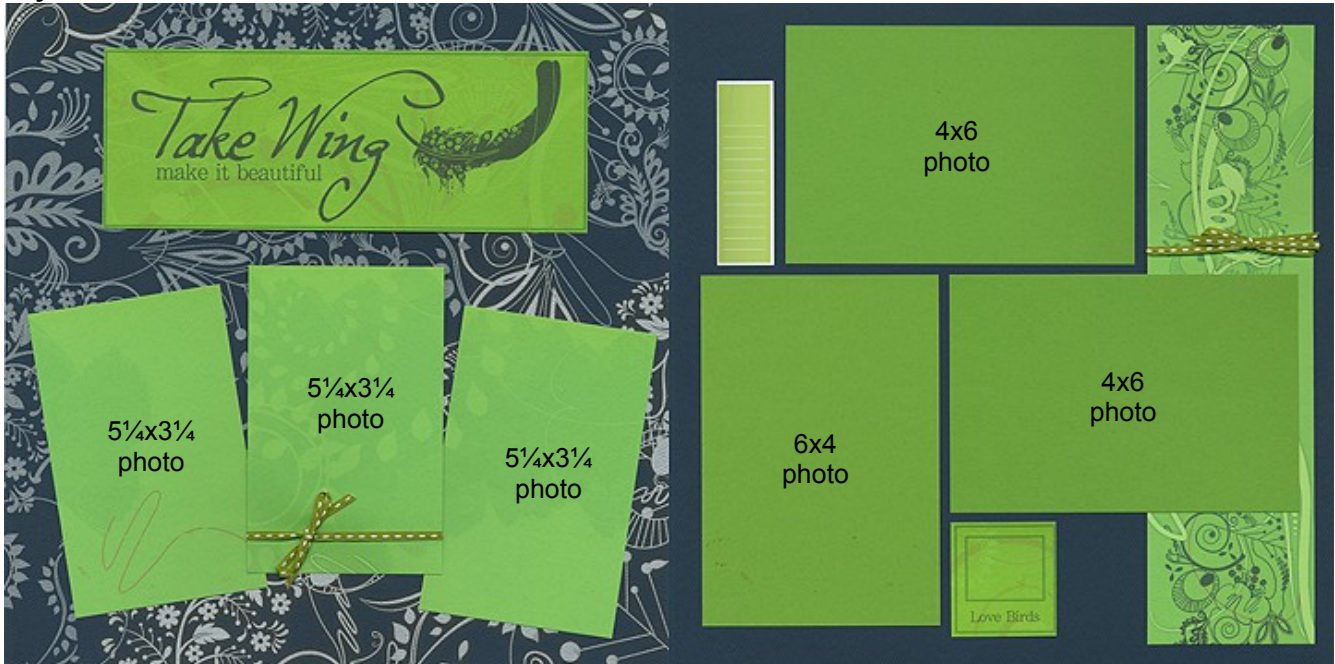 Take Wing
make it beautiful
5¼x3¼
photo
5¼x3¼
photo
5¼x3¼
photo
4x6
photo
6x4
photo
4x6
photo
Love Birds